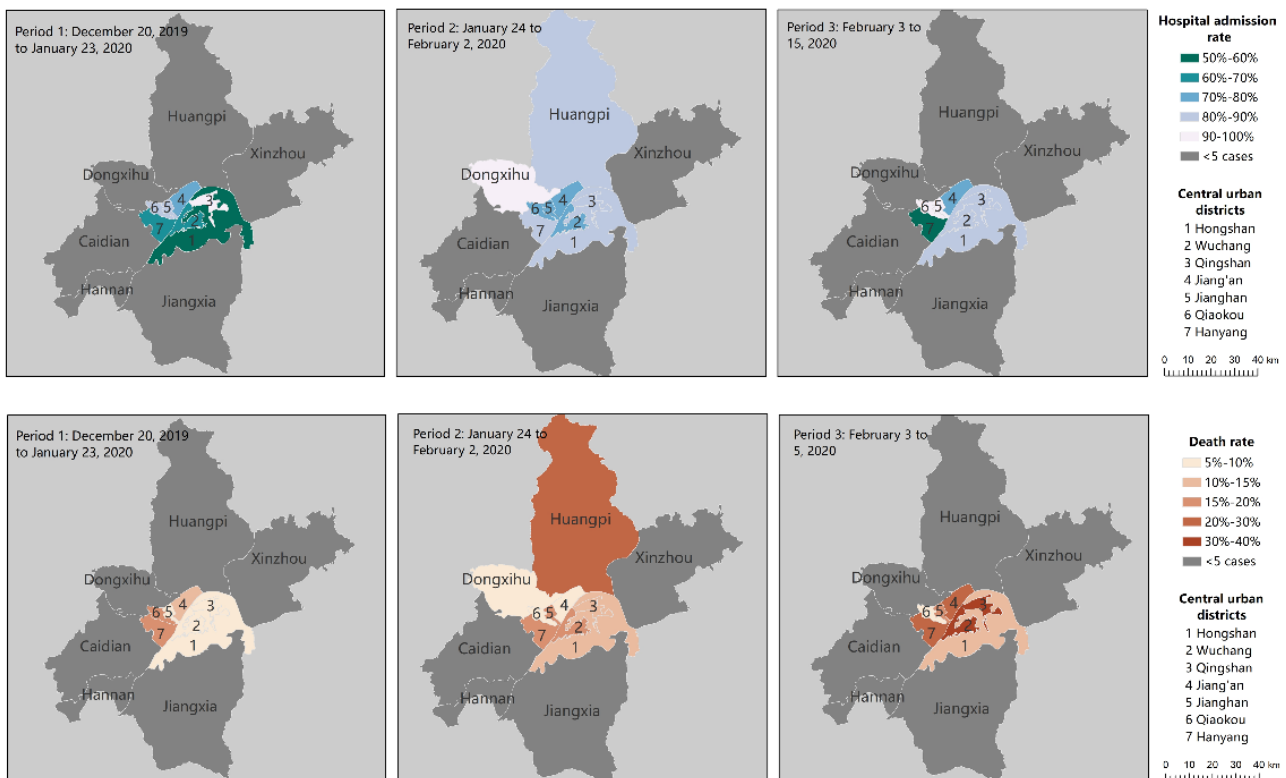 Period 1: December 20, 2019
to January 23, 2020
Huangpi
Xinzhou
Dongxihu
4
3
6 5
2
7
1
Caidian
Hannan
Jiangxia
Period 2: January 24 to
February 2, 2020
Huangpi
Xinzhou
Dongxihu
4
3
6 5
2
7
1
Caidian
Hannan
Jiangxia
Period 3: February 3 to
15, 2020
Huangpi
Xinzhou
Dongxihu
4
3
6 5
2
7
1
Caidian
Hannan
Jiangxia
Hospital admission
rate
50%-60%
60%-70%
70%-80%
80%-90%
90-100%
<5 cases
Central urban
districts
1 Hongshan
2 Wuchang
3 Qingshan
4 Jiang'an
5 Jianghan
6 Qiaokou
7 Hanyang
0 10 20 30 40 km
Period 1: December 20, 2019
to January 23, 2020
Huangpi
Xinzhou
Dongxihu
4
3
6 5
2
7
1
Caidian
Hannan
Jiangxia
Period 2: January 24 to
February 2, 2020
Huangpi
Xinzhou
Dongxihu
4
3
6 5
2
7
1
Caidian
Hannan
Jiangxia
Period 3: February 3 to
5, 2020
Huangpi
Xinzhou
Dongxihu
4
3
6 5
2
7
1
Caidian
Hannan
Jiangxia
Death rate
5%-10%
10%-15%
15%-20%
20%-30%
30%-40%
<5 cases
Central urban
districts
1 Hongshan
2 Wuchang
3 Qingshan
4 Jiang'an
5 Jianghan
6 Qiaokou
7 Hanyang
0 10 20 30 40 km